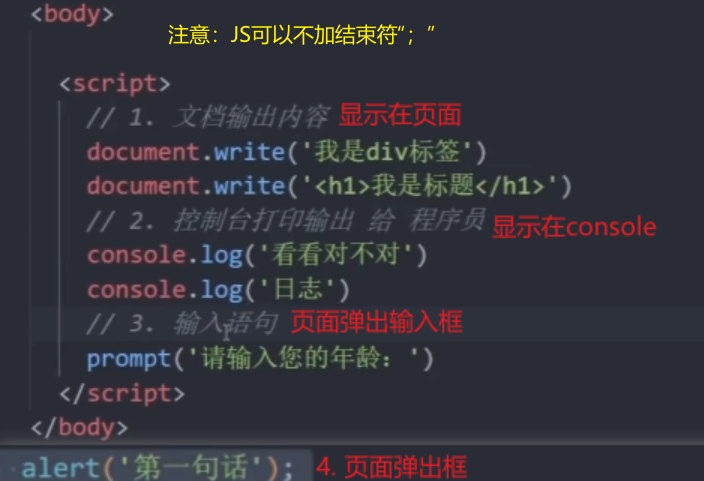 <body>
注意：JS可以不加结束符“；”
<script>
// 1. 文档输出内容 显示在页面
document.write('我是div标签')
document.write('<h1>我是标题</h1>')
// 2. 控制台打印输出 给 程序员 显示在console
console.log('看看对不对')
console.log('日志')
// 3. 输入语句 页面弹出输入框
prompt('请输入您的年龄：')
</script>
</body>
alert('第一句话'); 4. 页面弹出框